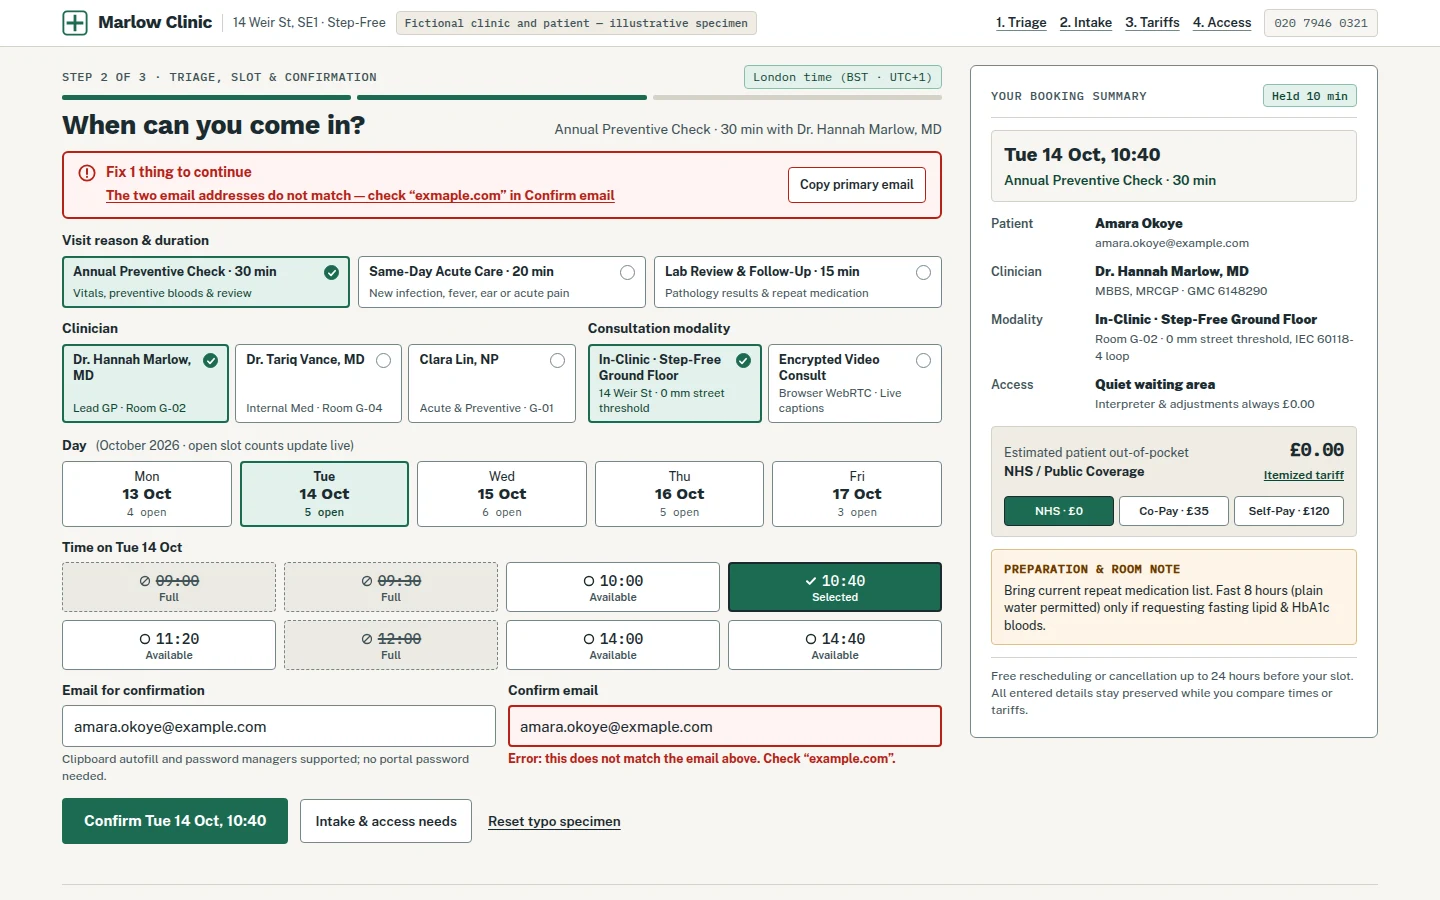 Marlow Clinic
14 Weir St, SE1 · Step-Free
Fictional clinic and patient — illustrative specimen
1. Triage
2. Intake
3. Tariffs
4. Access
020 7946 0321
STEP 2 OF 3 · TRIAGE, SLOT & CONFIRMATION
London time (BST · UTC+1)
When can you come in?
Annual Preventive Check · 30 min with Dr. Hannah Marlow, MD
Fix 1 thing to continue
The two email addresses do not match — check “exmaple.com” in Confirm email
Copy primary email
Visit reason & duration
Annual Preventive Check · 30 min
Vitals, preventive bloods & review
Same-Day Acute Care · 20 min
New infection, fever, ear or acute pain
Lab Review & Follow-Up · 15 min
Pathology results & repeat medication
Clinician
Dr. Hannah Marlow,
MD
Lead GP · Room G-02
Dr. Tariq Vance, MD
Internal Med · Room G-04
Clara Lin, NP
Acute & Preventive · G-01
Consultation modality
In-Clinic · Step-Free
Ground Floor
14 Weir St · 0 mm street
threshold
Encrypted Video
Consult
Browser WebRTC · Live
captions
Day (October 2026 · open slot counts update live)
Mon
13 Oct
4 open
Tue
14 Oct
5 open
Wed
15 Oct
6 open
Thu
16 Oct
5 open
Fri
17 Oct
3 open
Time on Tue 14 Oct
09:00
Full
09:30
Full
10:00
Available
10:40
Selected
11:20
Available
12:00
Full
14:00
Available
14:40
Available
Email for confirmation
amara.okoye@example.com
Clipboard autofill and password managers supported; no portal password
needed.
Confirm email
amara.okoye@exmaple.com
Error: this does not match the email above. Check “example.com”.
Confirm Tue 14 Oct, 10:40
Intake & access needs
Reset typo specimen
YOUR BOOKING SUMMARY
Held 10 min
Tue 14 Oct, 10:40
Annual Preventive Check · 30 min
Patient
Amara Okoye
amara.okoye@example.com
Clinician
Dr. Hannah Marlow, MD
MBBS, MRCGP · GMC 6148290
Modality
In-Clinic · Step-Free Ground Floor
Room G-02 · 0 mm street threshold, IEC 60118-
4 loop
Access
Quiet waiting area
Interpreter & adjustments always £0.00
Estimated patient out-of-pocket
NHS / Public Coverage
£0.00
Itemized tariff
NHS · £0
Co-Pay · £35
Self-Pay · £120
PREPARATION & ROOM NOTE
Bring current repeat medication list. Fast 8 hours (plain
water permitted) only if requesting fasting lipid & HbA1c
bloods.
Free rescheduling or cancellation up to 24 hours before your slot.
All entered details stay preserved while you compare times or
tariffs.